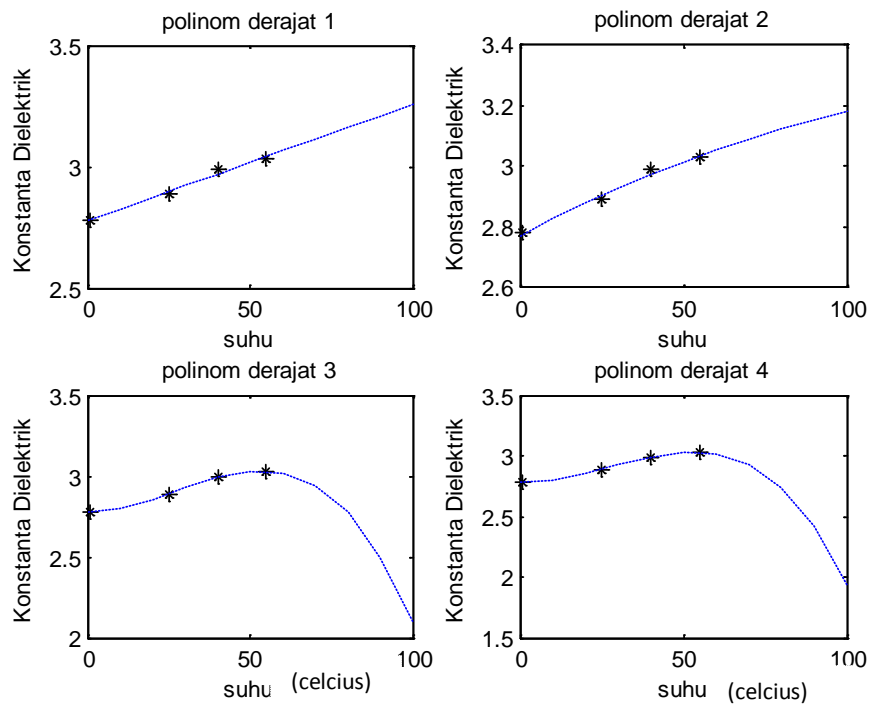 polinom derajat 1
3.5
3
2.5
Konstanta Dielektrik
0 50 100
suhu
polinom derajat 2
3.4
3.2
3
2.8
2.6
Konstanta Dielektrik
0 50 100
suhu
polinom derajat 3
3.5
3
2.5
2
Konstanta Dielektrik
0 50 100
suhu (celcius)
polinom derajat 4
3.5
3
2.5
2
1.5
Konstanta Dielektrik
0 50 100
suhu (celcius)